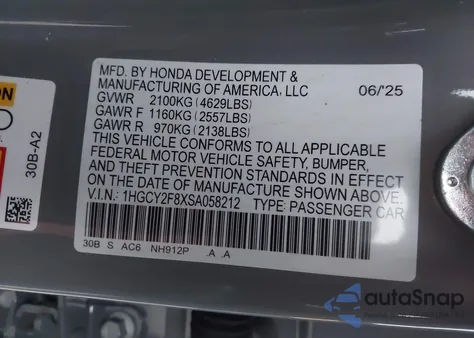 MFD. BY HONDA DEVELOPMENT &
MANUFACTURING OF AMERICA, LLC 06/'25
GVWR 2100KG (4629LBS)
GAWR F 1160KG (2557LBS)
GAWR R 970KG (2138LBS)
THIS VEHICLE CONFORMS TO ALL APPLICABLE
FEDERAL MOTOR VEHICLE SAFETY, BUMPER,
AND THEFT PREVENTION STANDARDS IN EFFECT
ON THE DATE OF MANUFACTURE SHOWN ABOVE.
V.I.N.: 1HGCY2F8XSA058212 TYPE: PASSENGER CAR
30B S AC6 NH912P .A .A
30B-A2
autoSnap